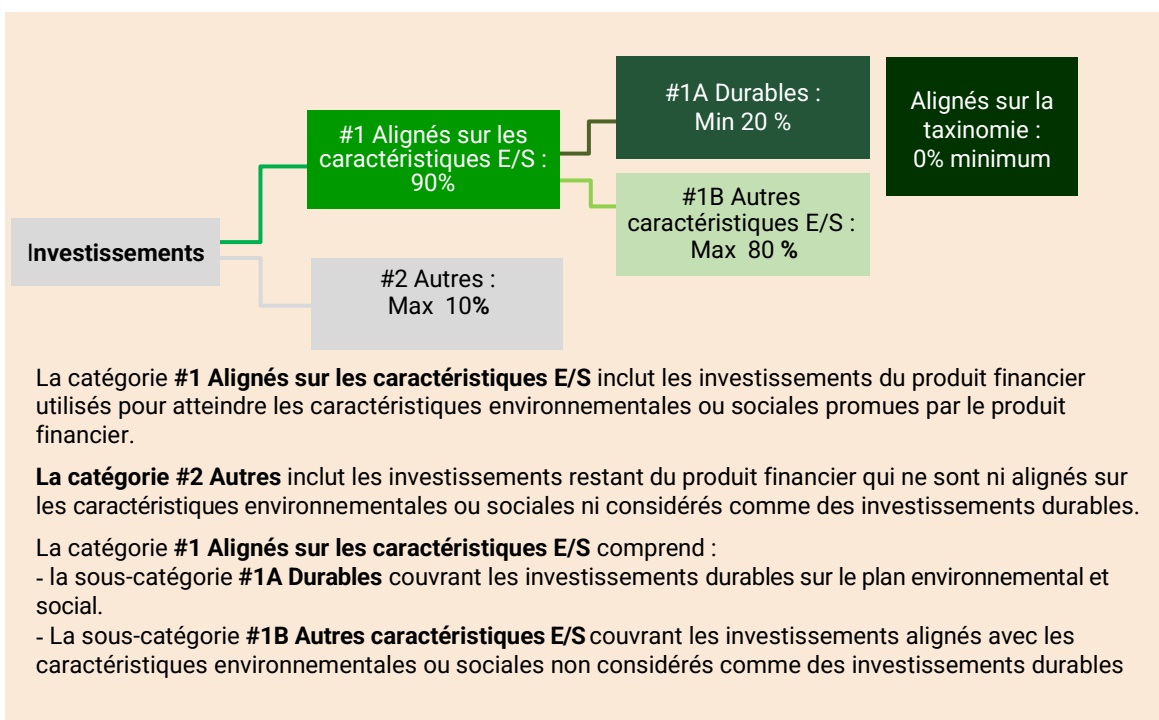 #1A Durables :
Min 20 %
Alignés sur la
taxinomie :
0% minimum
#1 Alignés sur les
caractéristiques E/S :
90%
#1B Autres
caractéristiques E/S :
Max 80 %
Investissements
#2 Autres :
Max 10%
La catégorie #1 Alignés sur les caractéristiques E/S inclut les investissements du produit financier
utilisés pour atteindre les caractéristiques environnementales ou sociales promues par le produit
financier.
La catégorie #2 Autres inclut les investissements restant du produit financier qui ne sont ni alignés sur
les caractéristiques environnementales ou sociales ni considérés comme des investissements durables.
La catégorie #1 Alignés sur les caractéristiques E/S comprend :
- la sous-catégorie #1A Durables couvrant les investissements durables sur le plan environnemental et
social.
- La sous-catégorie #1B Autres caractéristiques E/S couvrant les investissements alignés avec les
caractéristiques environnementales ou sociales non considérés comme des investissements durables